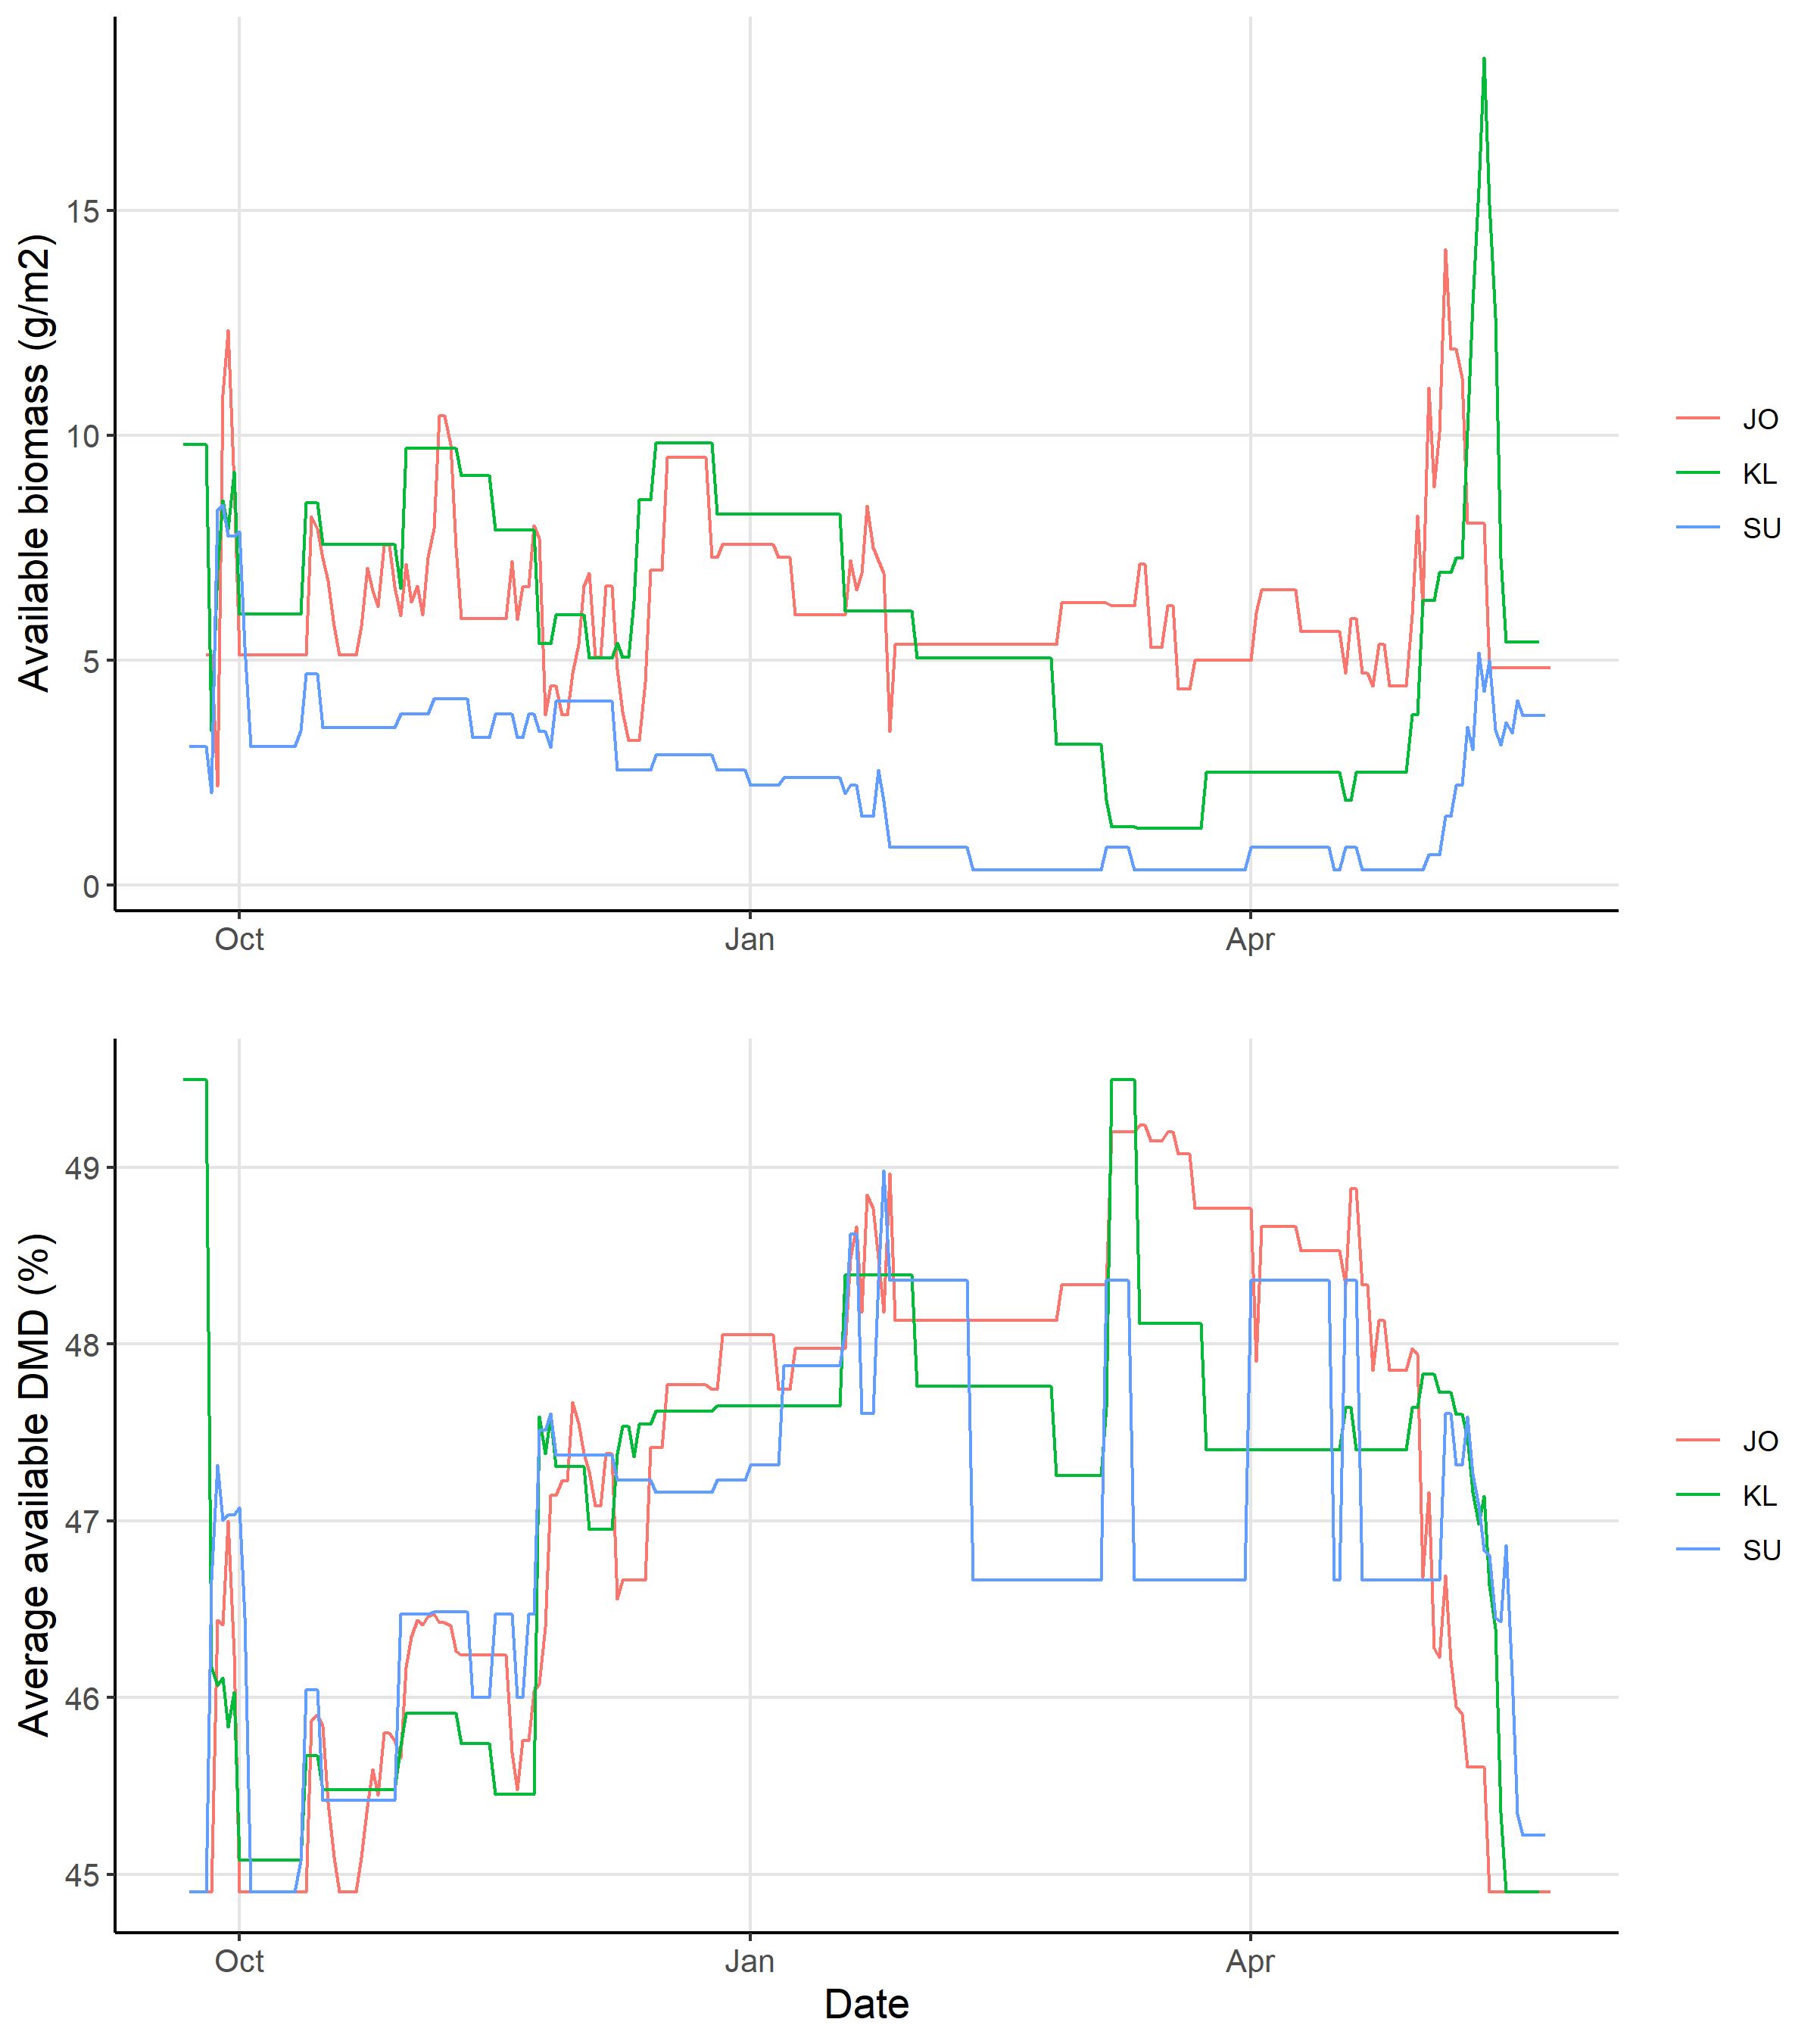 Available biomass (g/m2)
15
10
5
0
Oct Jan Apr
JO
KL
SU
Average available DMD (%)
49
48
47
46
45
Oct Jan Apr
Date
JO
KL
SU